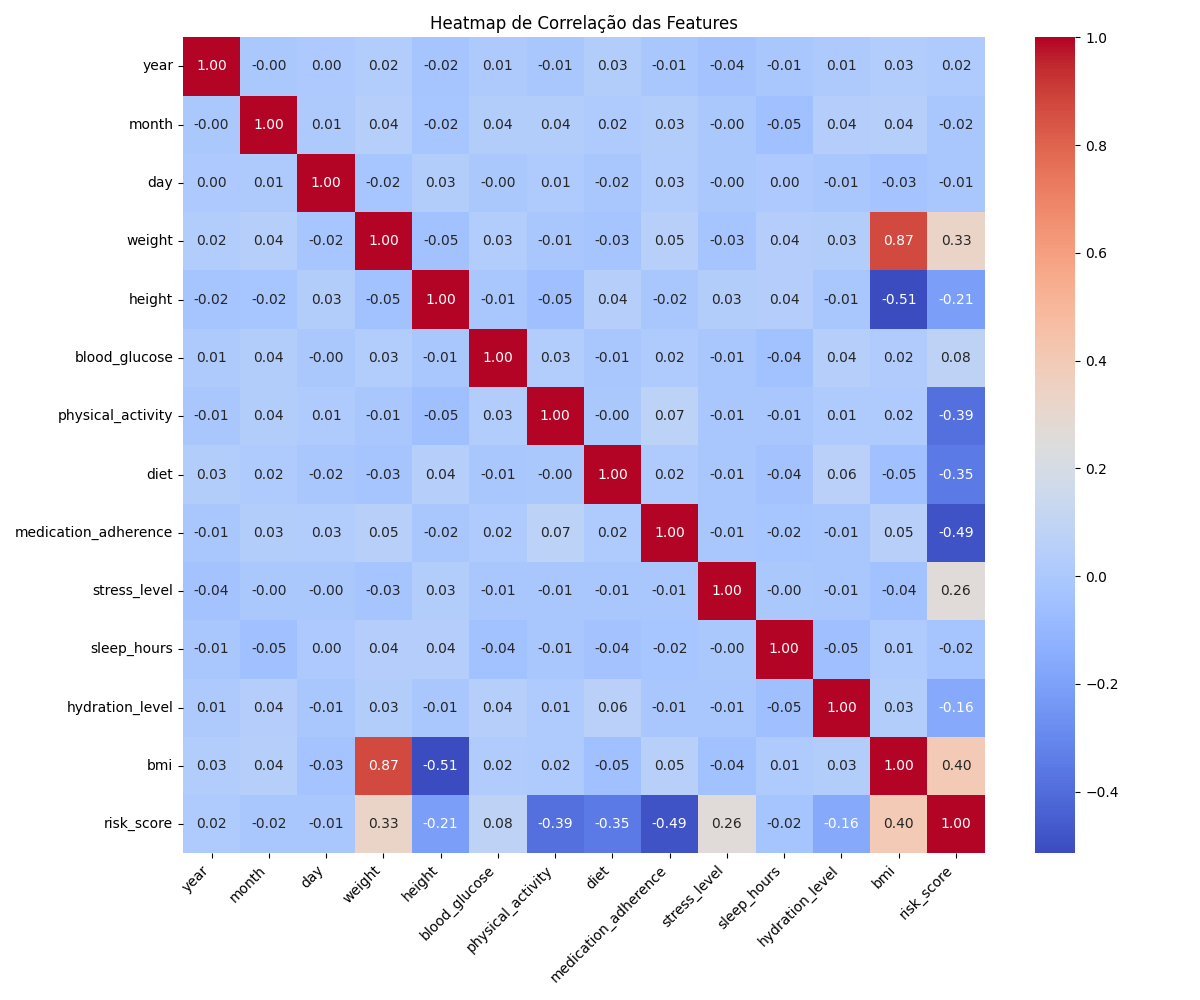 Heatmap de Correlação das Features
year 1.00 -0.00 0.00 0.02 -0.02 0.01 -0.01 0.03 -0.01 -0.04 -0.01 0.01 0.03 0.02
month -0.00 1.00 0.01 0.04 -0.02 0.04 0.04 0.02 0.03 -0.00 -0.05 0.04 0.04 -0.02
day 0.00 0.01 1.00 -0.02 0.03 -0.00 0.01 -0.02 0.03 -0.00 0.00 -0.01 -0.03 -0.01
weight 0.02 0.04 -0.02 1.00 -0.05 0.03 -0.01 -0.03 0.05 -0.03 0.04 0.03 0.87 0.33
height -0.02 -0.02 0.03 -0.05 1.00 -0.01 -0.05 0.04 -0.02 0.03 0.04 -0.01 -0.51 -0.21
blood_glucose 0.01 0.04 -0.00 0.03 -0.01 1.00 0.03 -0.01 0.02 -0.01 -0.04 0.04 0.02 0.08
physical_activity -0.01 0.04 0.01 -0.01 -0.05 0.03 1.00 -0.00 0.07 -0.01 -0.01 0.01 0.02 -0.39
diet 0.03 0.02 -0.02 -0.03 0.04 -0.01 -0.00 1.00 0.02 -0.01 -0.04 0.06 -0.05 -0.35
medication_adherence -0.01 0.03 0.03 0.05 -0.02 0.02 0.07 0.02 1.00 -0.01 -0.02 -0.01 0.05 -0.49
stress_level -0.04 -0.00 -0.00 -0.03 0.03 -0.01 -0.01 -0.01 -0.01 1.00 -0.00 -0.01 -0.04 0.26
sleep_hours -0.01 -0.05 0.00 0.04 0.04 -0.04 -0.01 -0.04 -0.02 -0.00 1.00 -0.05 0.01 -0.02
hydration_level 0.01 0.04 -0.01 0.03 -0.01 0.04 0.01 0.06 -0.01 -0.01 -0.05 1.00 0.03 -0.16
bmi 0.03 0.04 -0.03 0.87 -0.51 0.02 0.02 -0.05 0.05 -0.04 0.01 0.03 1.00 0.40
risk_score 0.02 -0.02 -0.01 0.33 -0.21 0.08 -0.39 -0.35 -0.49 0.26 -0.02 -0.16 0.40 1.00
year month day weight height blood_glucose physical_activity diet medication_adherence stress_level sleep_hours hydration_level bmi risk_score
1.0
0.8
0.6
0.4
0.2
0.0
−0.2
−0.4